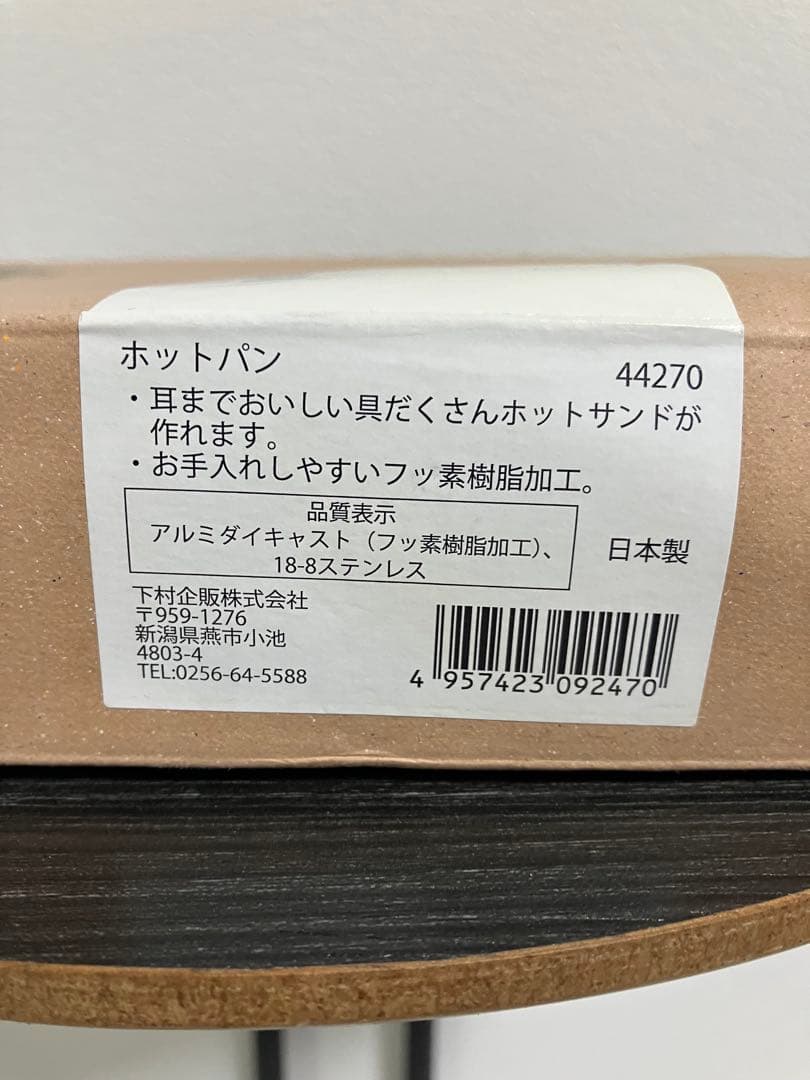 ホットパン
44270
・耳までおいしい具だくさんホットサンドが
作れます。
・お手入れしやすいフッ素樹脂加工。
品質表示
アルミダイキャスト（フッ素樹脂加工）、
18-8ステンレス
日本製
下村企販株式会社
〒959-1276
新潟県燕市小池
4803-4
TEL:0256-64-5588
4 957423 092470